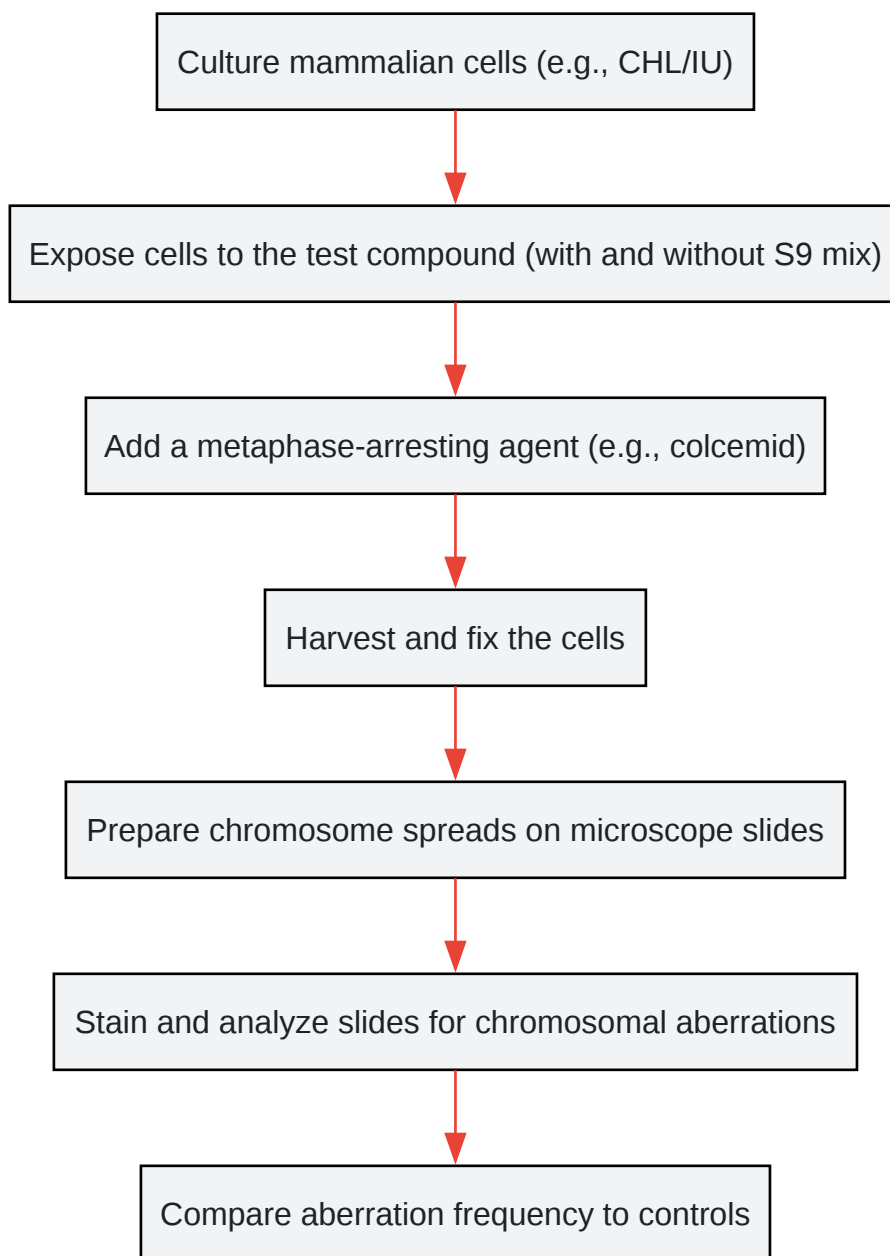 Culture mammalian cells (e.g., CHL/IU)
Expose cells to the test compound (with and without S9 mix)
Add a metaphase-arresting agent (e.g., colcemid)
Harvest and fix the cells
Prepare chromosome spreads on microscope slides
Stain and analyze slides for chromosomal aberrations
Compare aberration frequency to controls